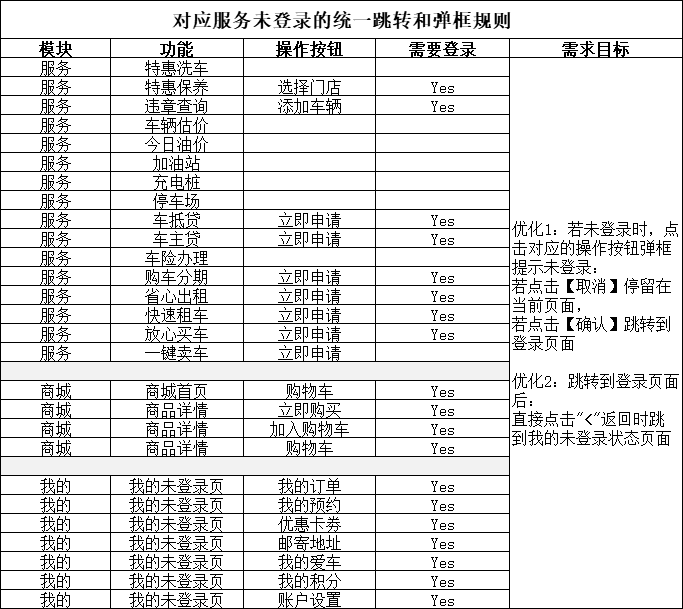 对应服务未登录的统一跳转和弹框规则
模块 功能 操作按钮 需要登录 需求目标
服务 特惠洗车
服务 特惠保养 选择门店 Yes
服务 违章查询 添加车辆 Yes
服务 车辆估价
服务 今日油价
服务 加油站
服务 充电桩
服务 停车场
服务 车抵贷 立即申请 Yes
服务 车主贷 立即申请 Yes
服务 车险办理
服务 购车分期 立即申请 Yes
服务 省心出租 立即申请 Yes
服务 快速租车 立即申请 Yes
服务 放心买车 立即申请 Yes
服务 一键卖车 立即申请
商城 商城首页 购物车 Yes
商城 商品详情 立即购买 Yes
商城 商品详情 加入购物车 Yes
商城 商品详情 购物车 Yes
我的 我的未登录页 我的订单 Yes
我的 我的未登录页 我的预约 Yes
我的 我的未登录页 优惠卡劵 Yes
我的 我的未登录页 邮寄地址 Yes
我的 我的未登录页 我的爱车 Yes
我的 我的未登录页 我的积分 Yes
我的 我的未登录页 账户设置 Yes
优化1：若未登录时，点
击对应的操作按钮弹框
提示未登录：
若点击【取消】停留在
当前页面，
若点击【确认】跳转到
登录页面
优化2：跳转到登录页面
后：
直接点击"<"返回时跳
到我的未登录状态页面